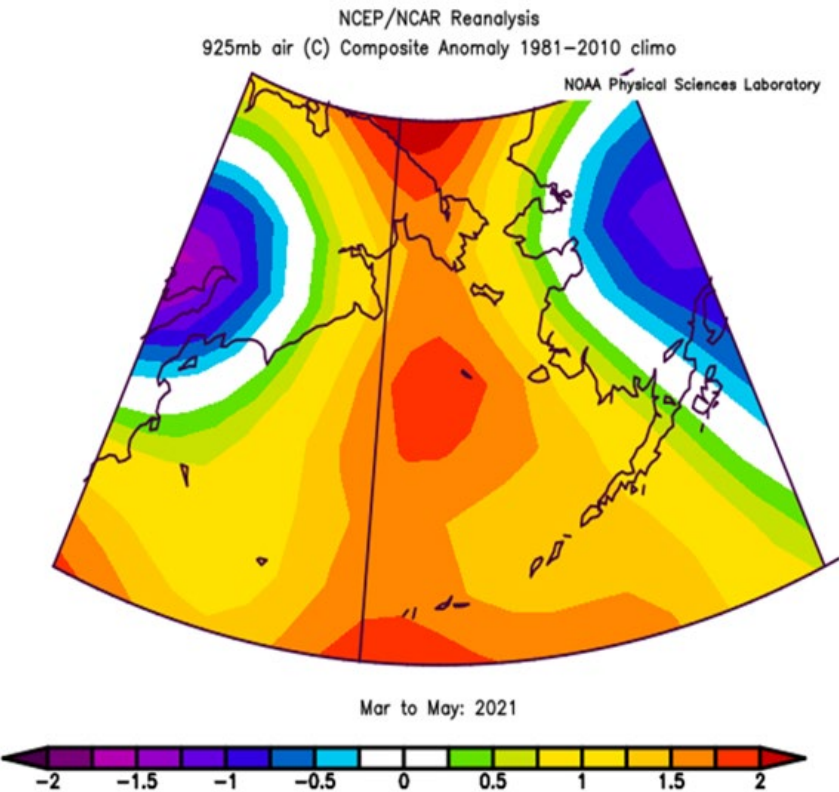 NCEP/NCAR Reanalysis
925mb air (C) Composite Anomaly 1981-2010 climo
NOAA Physical Sciences Laboratory
Mar to May: 2021
-2 -1.5 -1 -0.5 0 0.5 1 1.5 2